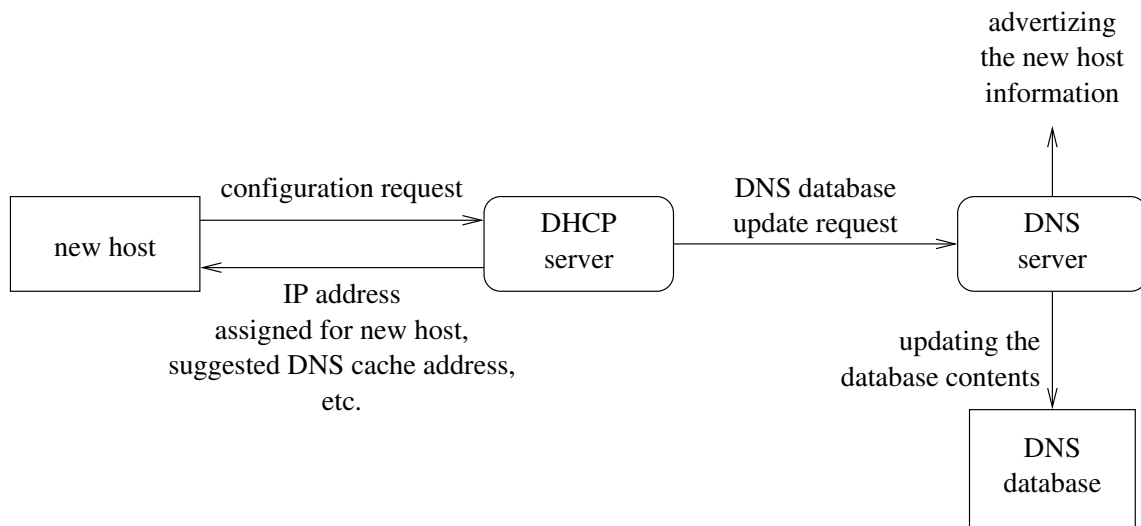 advertizing
the new host
information
configuration request
DNS database
update request
new host
DHCP
server
DNS
server
IP address
assigned for new host,
suggested DNS cache address,
etc.
updating the
database contents
DNS
database